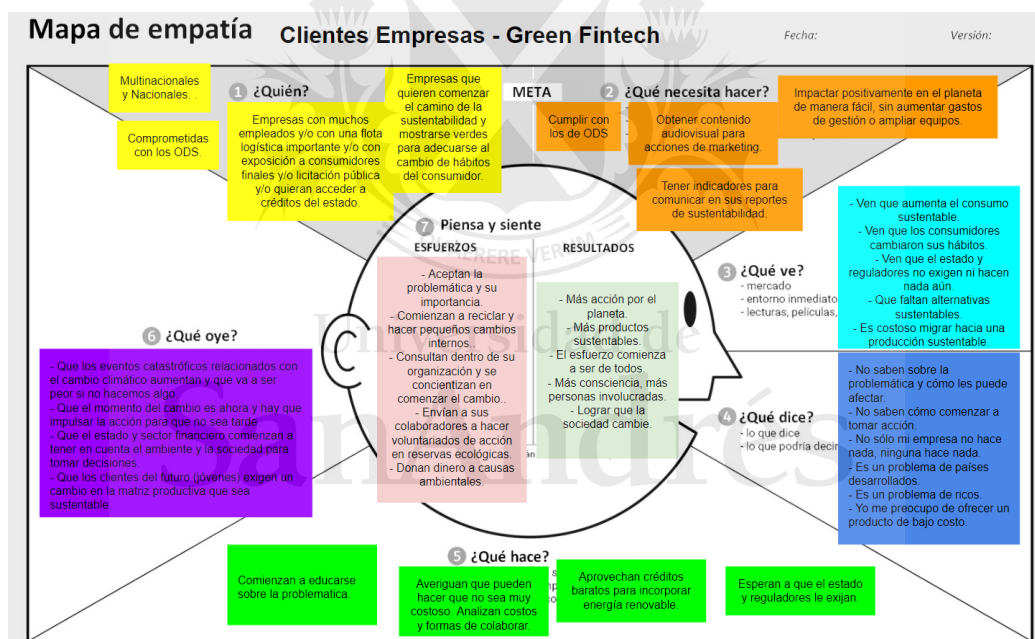 Mapa de empatía
Clientes Empresas - Green Fintech
Fecha:
Versión:
Multinacionales
y Nacionales. .
Comprometidas
con los ODS.
1 ¿Quién?
Empresas con muchos
empleados y/o con una flota
logística importante y/o con
exposición a consumidores
finales y/o licitación pública
y/o quieran acceder a
créditos del estado.
Empresas que
quieren comenzar
el camino de la
sustentabilidad y
mostrarse verdes
para adecuarse al
cambio de hábitos
del consumidor.
META
2 ¿Qué necesita hacer?
Cumplir con
los de ODS
Obtener contenido
audiovisual para
acciones de marketing.
Impactar positivamente en el planeta
de manera fácil, sin aumentar gastos
de gestión o ampliar equipos.
Tener indicadores para
comunicar en sus reportes
de sustentabilidad.
7 Piensa y siente
ESFUERZOS
RESULTADOS
- Aceptan la
problemática y su
importancia.
- Comienzan a reciclar y
hacer pequeños cambios
internos..
- Consultan dentro de su
organización y se
concientizan en
comenzar el cambio..
- Envían a sus
colaboradores a hacer
voluntariados de acción
en reservas ecológicas.
- Donan dinero a causas
ambientales.
- Más acción por el
planeta.
- Más productos
sustentables.
- El esfuerzo comienza
a ser de todos.
- Más consciencia, más
personas involucradas.
- Lograr que la
sociedad cambie.
3 ¿Qué ve?
- mercado
- entorno inmediato
- lecturas, películas,
- Ven que aumenta el consumo
sustentable.
- Ven que los consumidores
cambiaron sus hábitos.
- Ven que el estado y
reguladores no exigen ni hacen
nada aún.
- Que faltan alternativas
sustentables.
- Es costoso migrar hacia una
producción sustentable.
6 ¿Qué oye?
- Que los eventos catastróficos relacionados con
el cambio climático aumentan y que va a ser
peor si no hacemos algo.
- Que el momento del cambio es ahora y hay que
impulsar la acción para que no sea tarde
- Que el estado y sector financiero comienzan a
tener en cuenta el ambiente y la sociedad para
tomar decisiones.
- Que los clientes del futuro (jóvenes) exigen un
cambio en la matriz productiva que sea
sustentable.
4 ¿Qué dice?
- lo que dice
- lo que podría decir
- No saben sobre la
problemática y cómo les puede
afectar.
- No saben cómo comenzar a
tomar acción.
- No sólo mi empresa no hace
nada, ninguna hace nada.
- Es un problema de países
desarrollados.
- Es un problema de ricos.
- Yo me preocupo de ofrecer un
producto de bajo costo.
5 ¿Qué hace?
Comienzan a educarse
sobre la problematica.
Averiguan que pueden
hacer que no sea muy
costoso. Analizan costos
y formas de colaborar.
Aprovechan créditos
baratos para incorporar
energía renovable.
Esperan a que el estado
y reguladores le exijan.
Universidad de
San Andrés